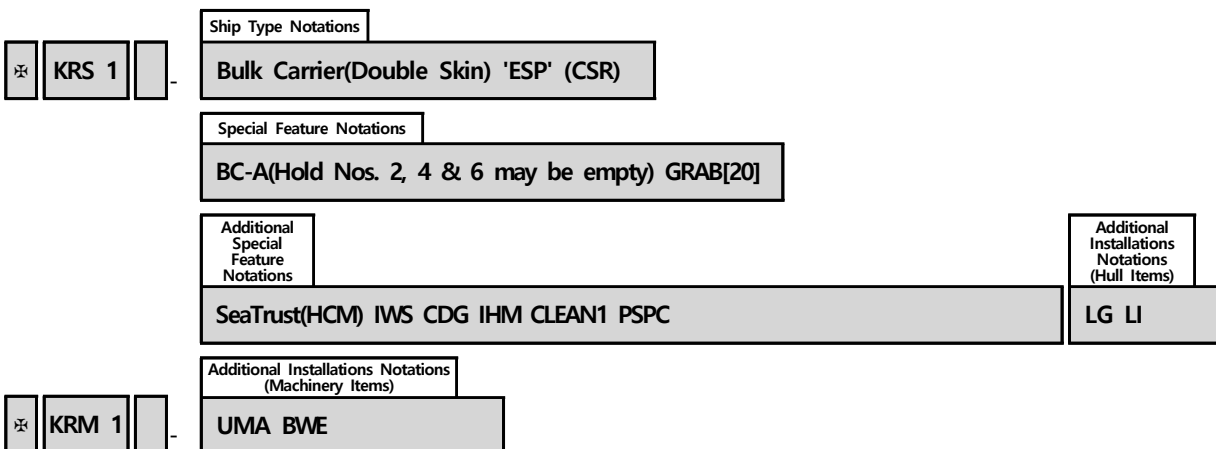 Ship Type Notations
✠ KRS 1 - Bulk Carrier(Double Skin) 'ESP' (CSR)
Special Feature Notations
BC-A(Hold Nos. 2, 4 & 6 may be empty) GRAB[20]
Additional
Special
Feature
Notations
SeaTrust(HCM) IWS CDG IHM CLEAN1 PSPC
Additional
Installations
Notations
(Hull Items)
LG LI
Additional Installations Notations
(Machinery Items)
✠ KRM 1 - UMA BWE